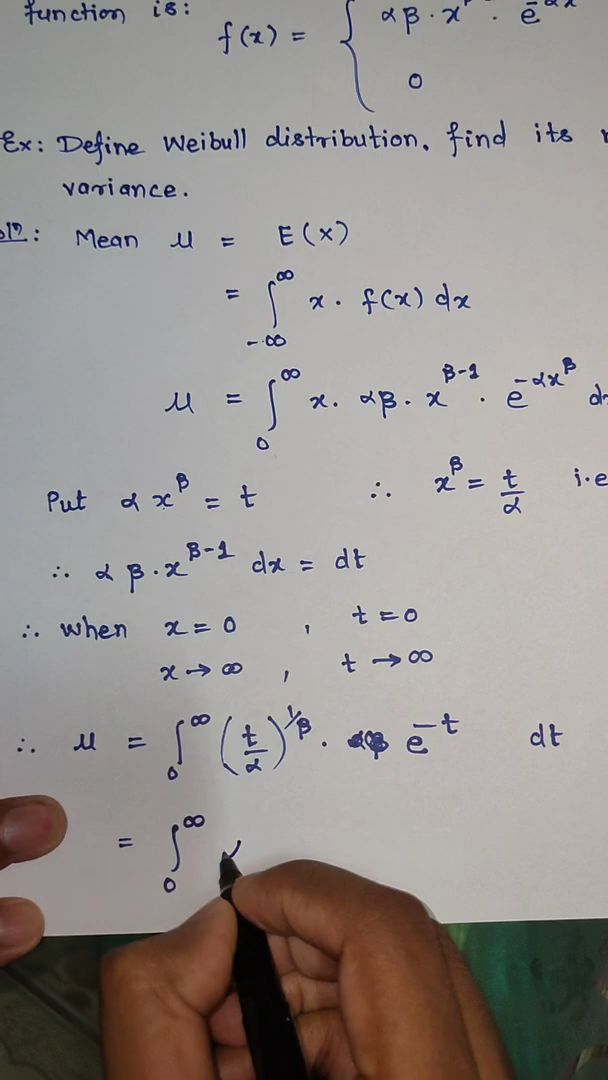 function is:
f(x) = { αβ · x · e^-αx
0
Ex: Define Weibull distribution. find its
variance.
Mean μ = E(x)
= ∫_-∞^∞ x · f(x) dx
μ = ∫_0^∞ x · αβ · x^β-1 · e^-αx^β
Put αx^β = t ∴ x^β = t/α i.e
∴ αβ · x^β-1 dx = dt
∴ when x = 0 , t = 0
x → ∞ , t → ∞
∴ μ = ∫_0^∞ (t/α)^1/β · e^-t dt
= ∫_0^∞